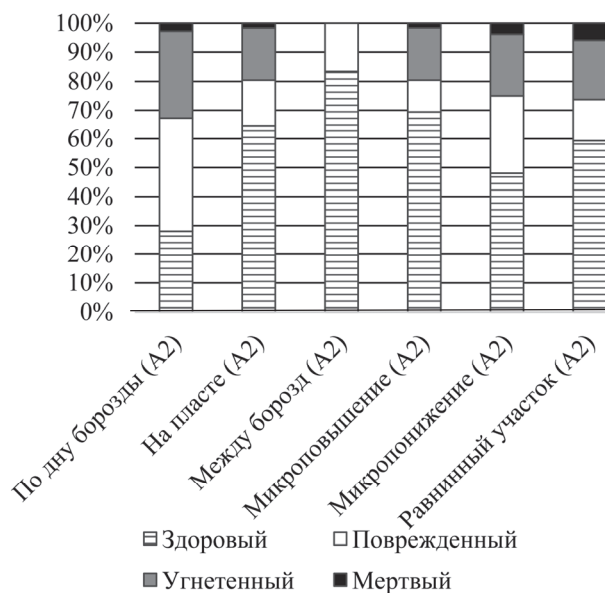 100%
90%
80%
70%
60%
50%
40%
30%
20%
10%
0%
По дну борозды (А2)
На пласте (А2)
Между борозд (А2)
Микроповышение (А2)
Микропонижение (А2)
Равнинный участок (А2)
Здоровый Поврежденный
Угнетенный Мертвый